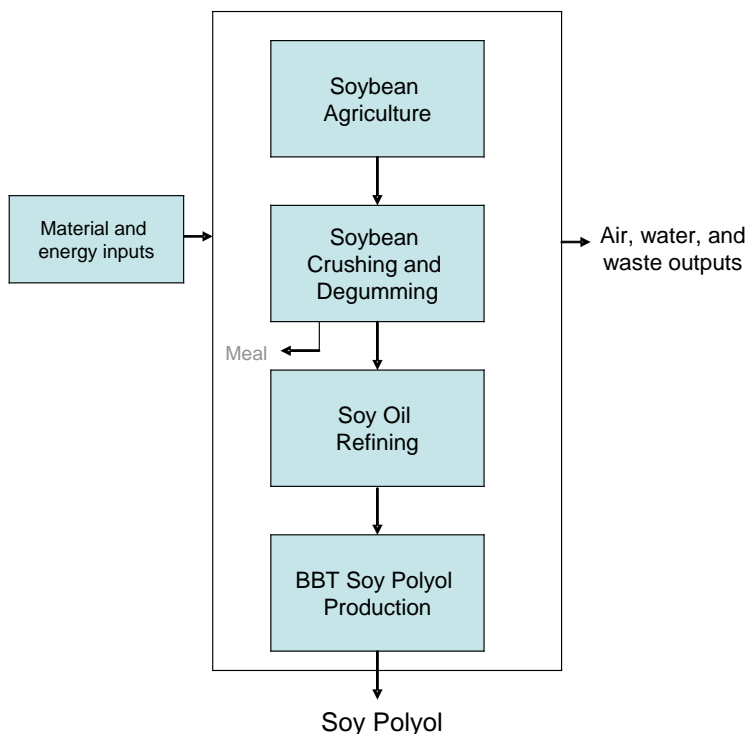 Soybean
Agriculture
Material and
energy inputs
Soybean
Crushing and
Degumming
Air, water, and
waste outputs
Meal
Soy Oil
Refining
BBT Soy Polyol
Production
Soy Polyol